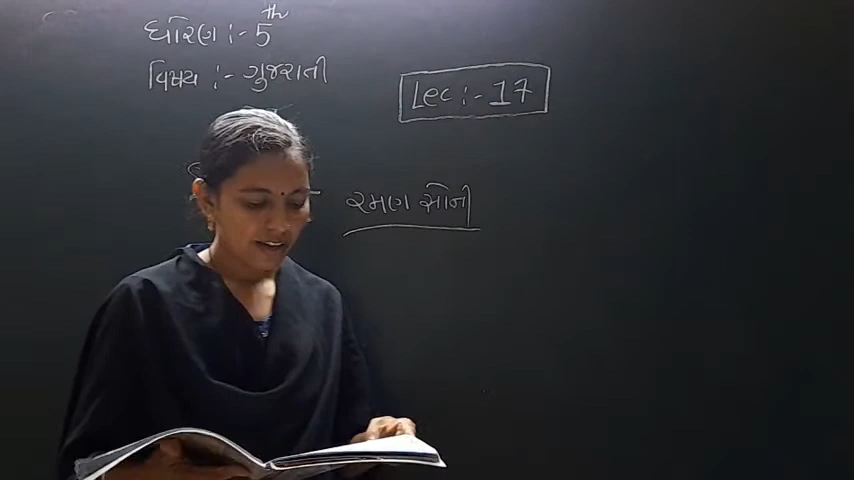 ધોરણ :- 5th
વિષય :- ગુજરાતી
Lec :- 17
રમણ સોની